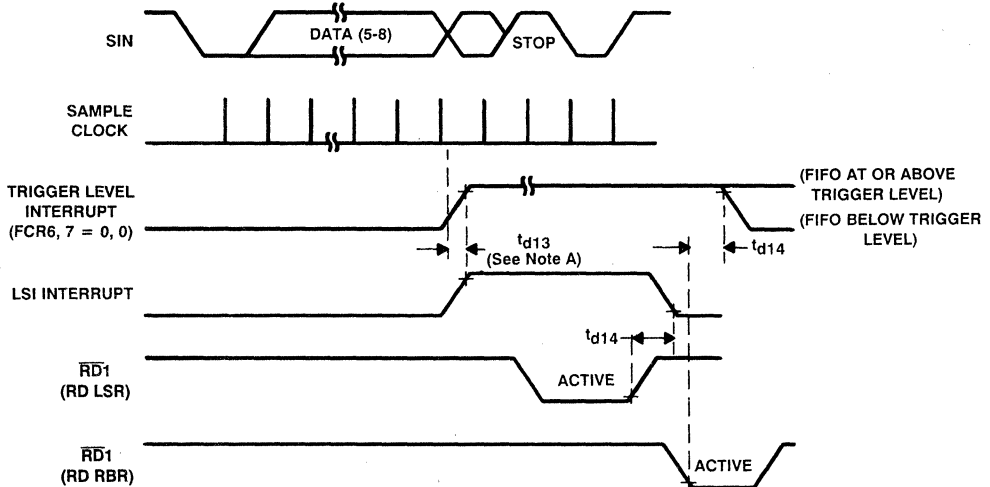 SIN
DATA (5-8)
STOP
SAMPLE
CLOCK
TRIGGER LEVEL
INTERRUPT
(FCR6, 7 = 0, 0)
(FIFO AT OR ABOVE
TRIGGER LEVEL)
(FIFO BELOW TRIGGER
LEVEL)
td13
(See Note A)
td14
LSI INTERRUPT
td14
RD1
(RD LSR)
ACTIVE
RD1
(RD RBR)
ACTIVE